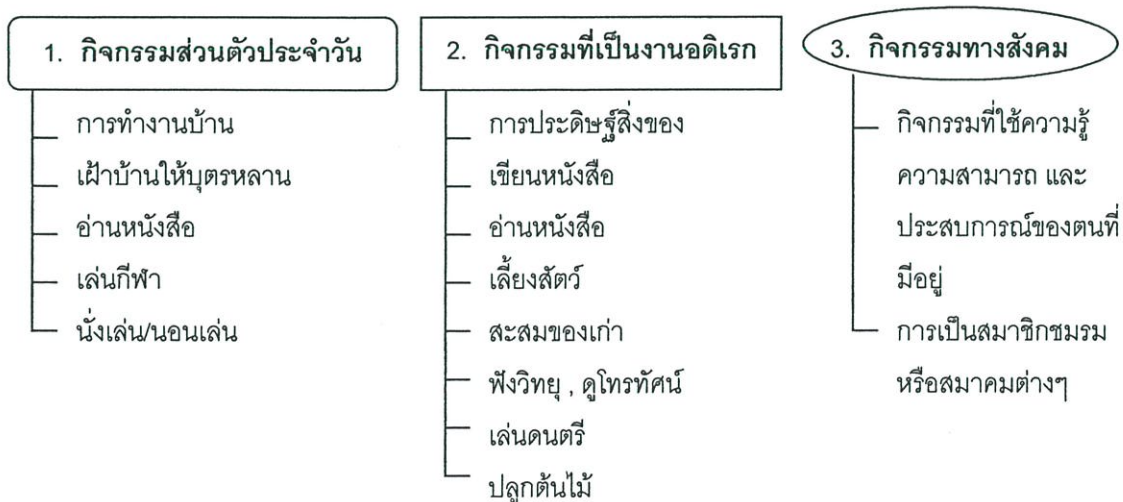 1. กิจกรรมส่วนตัวประจำวัน
การทำงานบ้าน
เฝ้าบ้านให้บุตรหลาน
อ่านหนังสือ
เล่นกีฬา
นั่งเล่น/นอนเล่น
2. กิจกรรมที่เป็นงานอดิเรก
การประดิษฐ์สิ่งของ
เขียนหนังสือ
อ่านหนังสือ
เลี้ยงสัตว์
สะสมของเก่า
ฟังวิทยุ , ดูโทรทัศน์
เล่นดนตรี
ปลูกต้นไม้
3. กิจกรรมทางสังคม
กิจกรรมที่ใช้ความรู้
ความสามารถ และ
ประสบการณ์ของตนที่
มีอยู่
การเป็นสมาชิกชมรม
หรือสมาคมต่างๆ